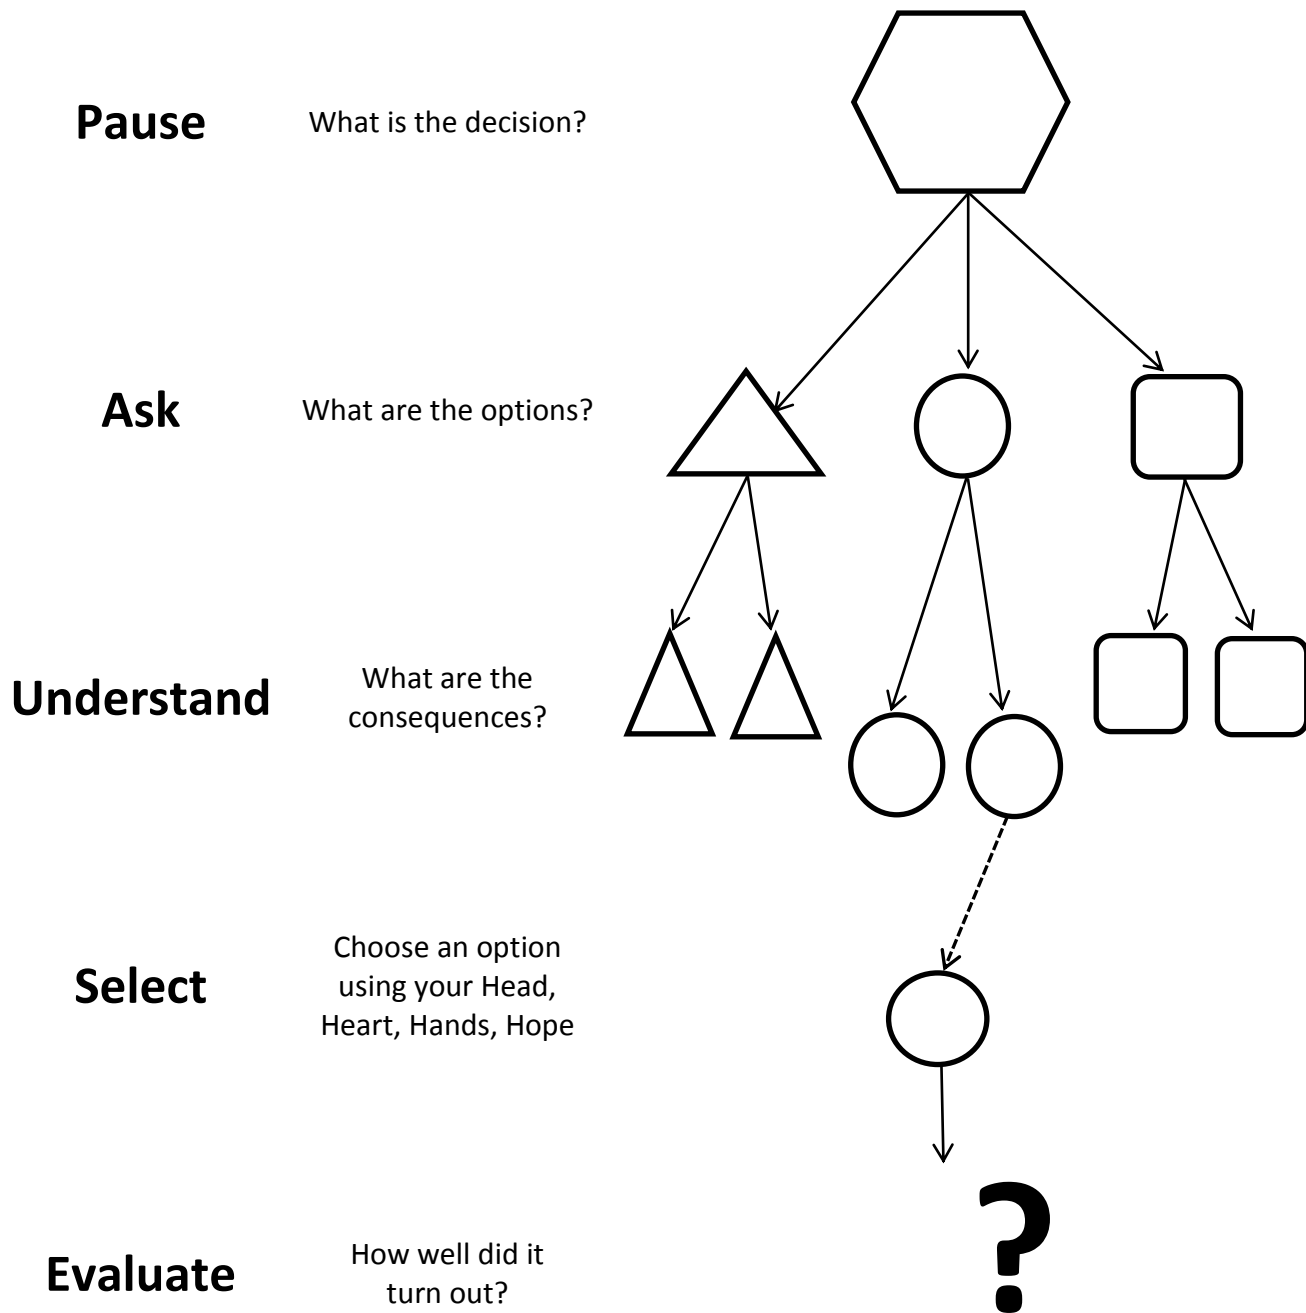 Pause
What is the decision?
Ask
What are the options?
Understand
What are the
consequences?
Select
Choose an option
using your Head,
Heart, Hands, Hope
?
Evaluate
How well did it
turn out?